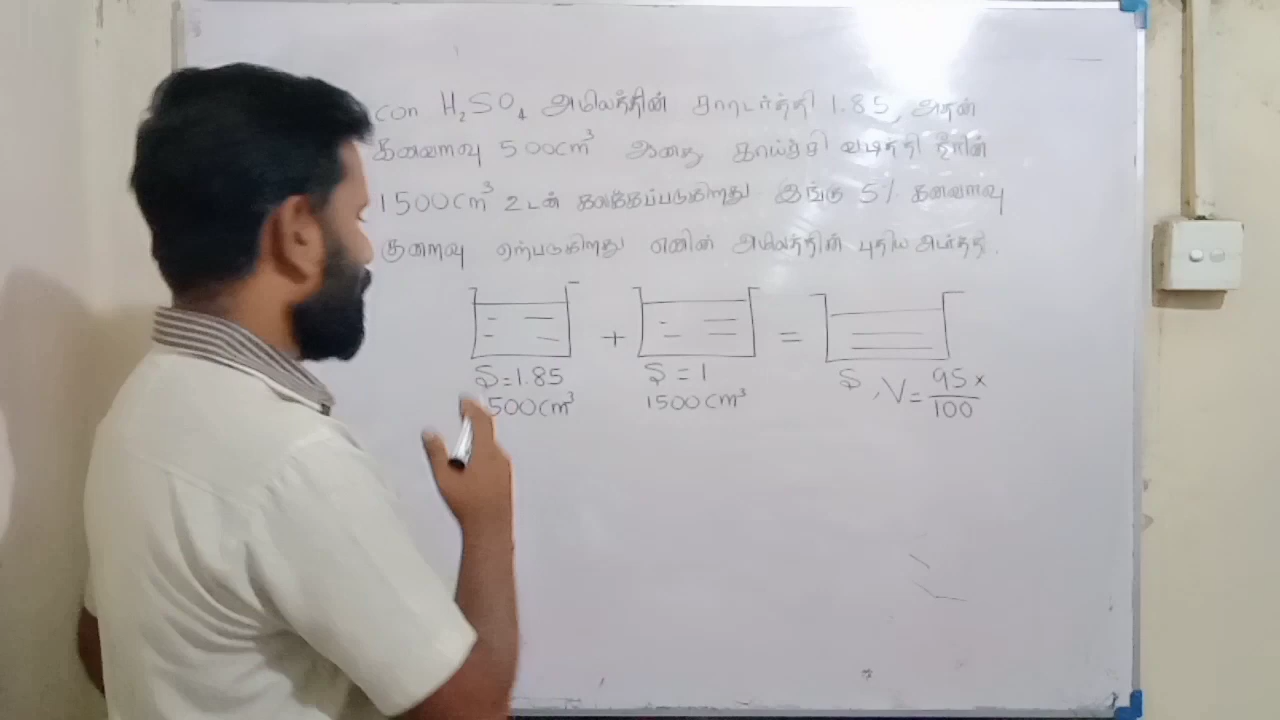 con H₂SO₄ அமிலத்தின் சாரடர்த்தி 1.85, அதன்
கனவளவு 500cm³ ஆனது காய்ச்சி வடித்த நீரின்
1500cm³ உடன் கலக்கப்படுகிறது இங்கு 5% கனவளவு
குறைவு ஏற்படுகிறது எனின் அமிலத்தின் புதிய அடர்த்தி.
+ =
S=1.85 S=1 S, V= 95 x
500cm³ 1500cm³ 100